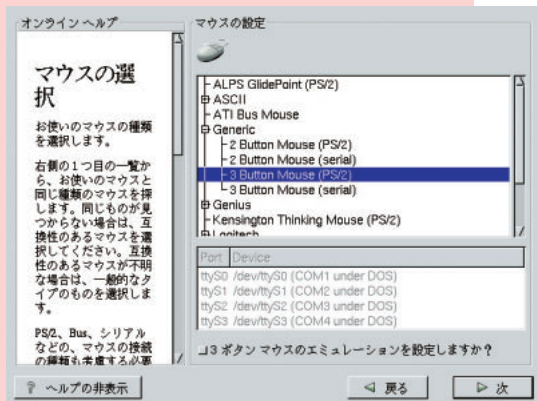 オンライン ヘルプ
マウスの選
択
お使いのマウスの種類
を選択します。
右側の1つ目の一覧か
ら、お使いのマウスと
同じ種類のマウスを探
します。同じものが見
つからない場合は、互
換性のあるマウスを選
択してください。互換
性のあるマウスが不明
な場合は、一般的なタ
イプのものを選択しま
す。
PS/2、Bus、シリアル
などの、マウスの接続
の種類も考慮する必要
マウスの設定
ALPS GlidePoint (PS/2)
ASCII
ATI Bus Mouse
Generic
2 Button Mouse (PS/2)
2 Button Mouse (serial)
3 Button Mouse (PS/2)
3 Button Mouse (serial)
Genius
Kensington Thinking Mouse (PS/2)
Logitech
Port Device
ttyS0 /dev/ttyS0 (COM1 under DOS)
ttyS1 /dev/ttyS1 (COM2 under DOS)
ttyS2 /dev/ttyS2 (COM3 under DOS)
ttyS3 /dev/ttyS3 (COM4 under DOS)
3 ボタン マウスのエミュレーションを設定しますか？
? ヘルプの非表示
戻る
次